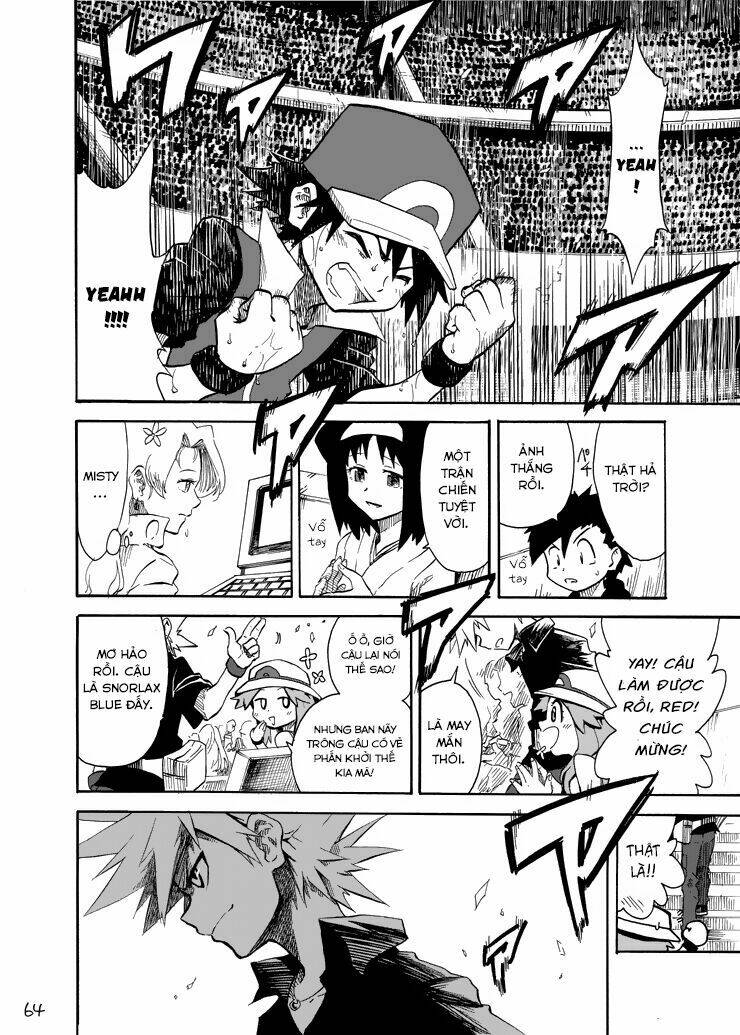 ...
YEAH
!
YEAHH
!!!!
THẬT HẢ
TRỜI?
ẢNH
THẮNG
RỒI.
Vỗ
tay
MỘT
TRẬN
CHIẾN
TUYỆT
VỜI.
Vỗ
tay
MISTY
...
YAY! CẬU
LÀM ĐƯỢC
RỒI, RED!
CHÚC
MỪNG!
LÀ MAY
MẮN
THÔI.
Ố Ồ, GIỜ
CẬU LẠI NÓI
THẾ SAO!
NHƯNG BAN NÃY
TRÔNG CẬU CÓ VẺ
PHẤN KHỞI THẾ
KIA MÀ!
MƠ HẢO
RỒI. CẬU
LÀ SNORLAX
BLUE ĐẤY.
THẬT
LÀ!!
64